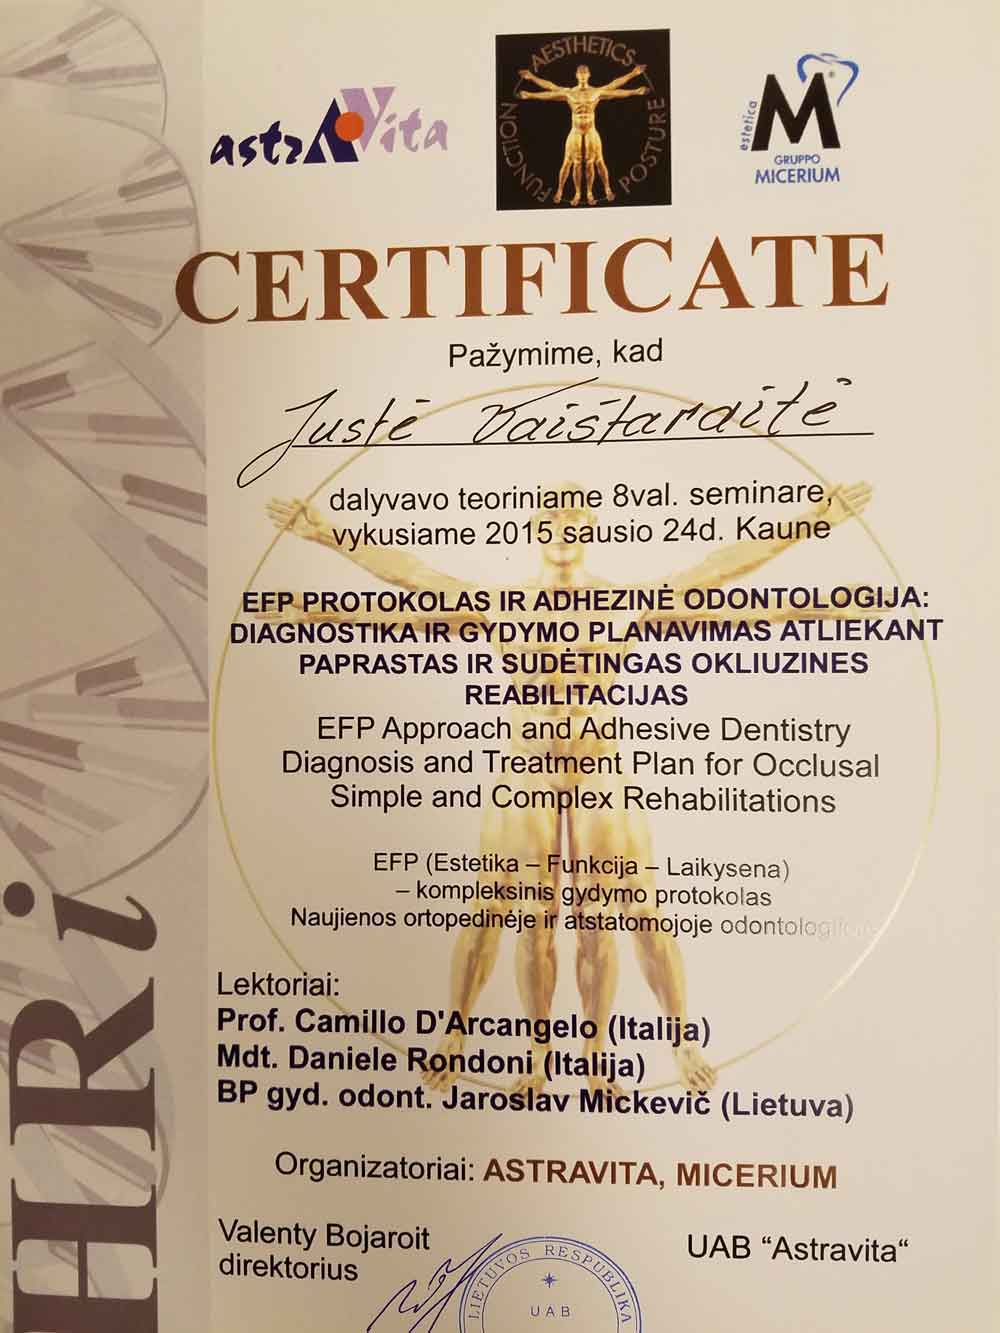 astraVita
FUNCTION AESTHETICS POSTURE
estetica M®
GRUPPO
MICERIUM
CERTIFICATE
Pažymime, kad
Justė Vaištaraitė
dalyvavo teoriniame 8val. seminare,
vykusiame 2015 sausio 24d. Kaune
EFP PROTOKOLAS IR ADHEZINĖ ODONTOLOGIJA:
DIAGNOSTIKA IR GYDYMO PLANAVIMAS ATLIEKANT
PAPRASTAS IR SUDĖTINGAS OKLIUZINES
REABILITACIJAS
EFP Approach and Adhesive Dentistry
Diagnosis and Treatment Plan for Occlusal
Simple and Complex Rehabilitations
EFP (Estetika – Funkcija – Laikysena)
– kompleksinis gydymo protokolas
Naujienos ortopedinėje ir atstatomojoje
Lektoriai:
Prof. Camillo D'Arcangelo (Italija)
Mdt. Daniele Rondoni (Italija)
BP gyd. odont. Jaroslav Mickevič (Lietuva)
Organizatoriai: ASTRAVITA, MICERIUM
Valenty Bojaroit
direktorius
UAB “Astravita“
LIETUVOS RESPUBLIKA
UAB
HRi